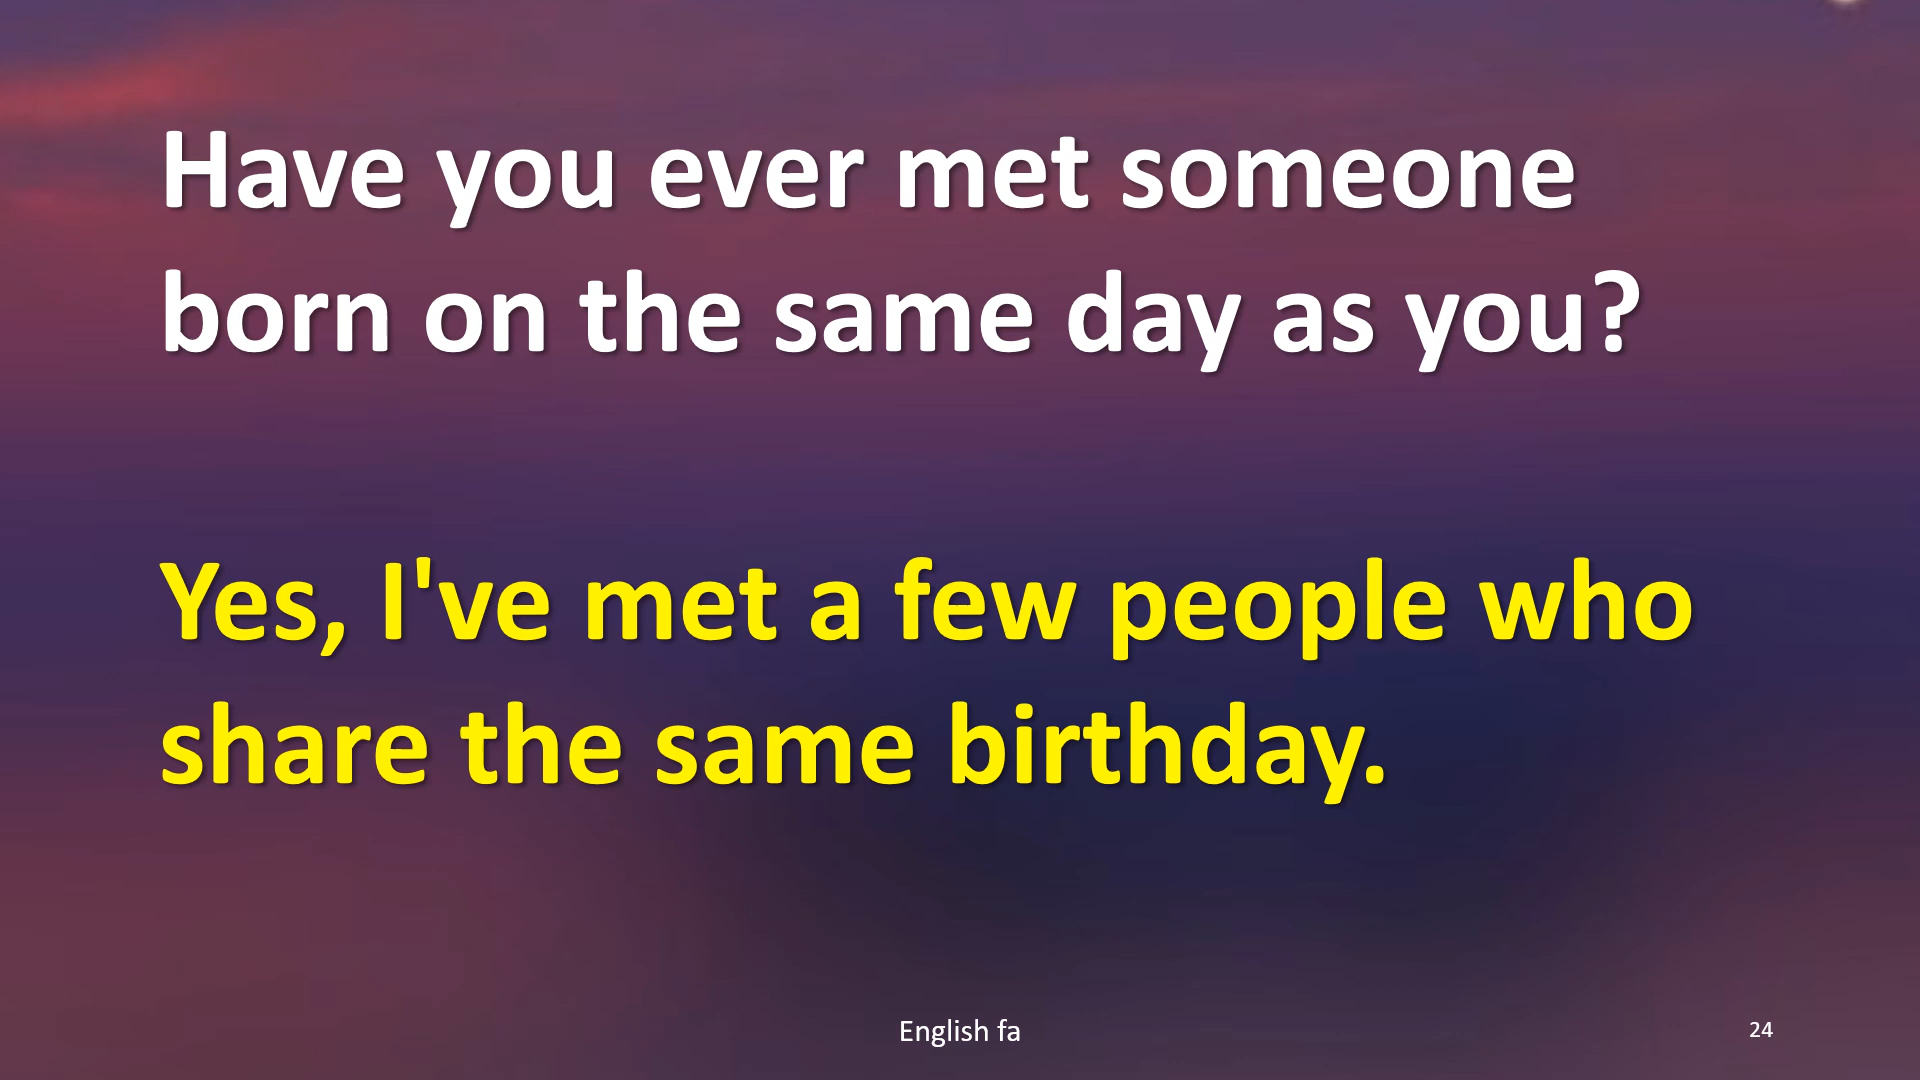 Have you ever met someone
born on the same day as you?
Yes, I've met a few people who
share the same birthday.
English fa
24